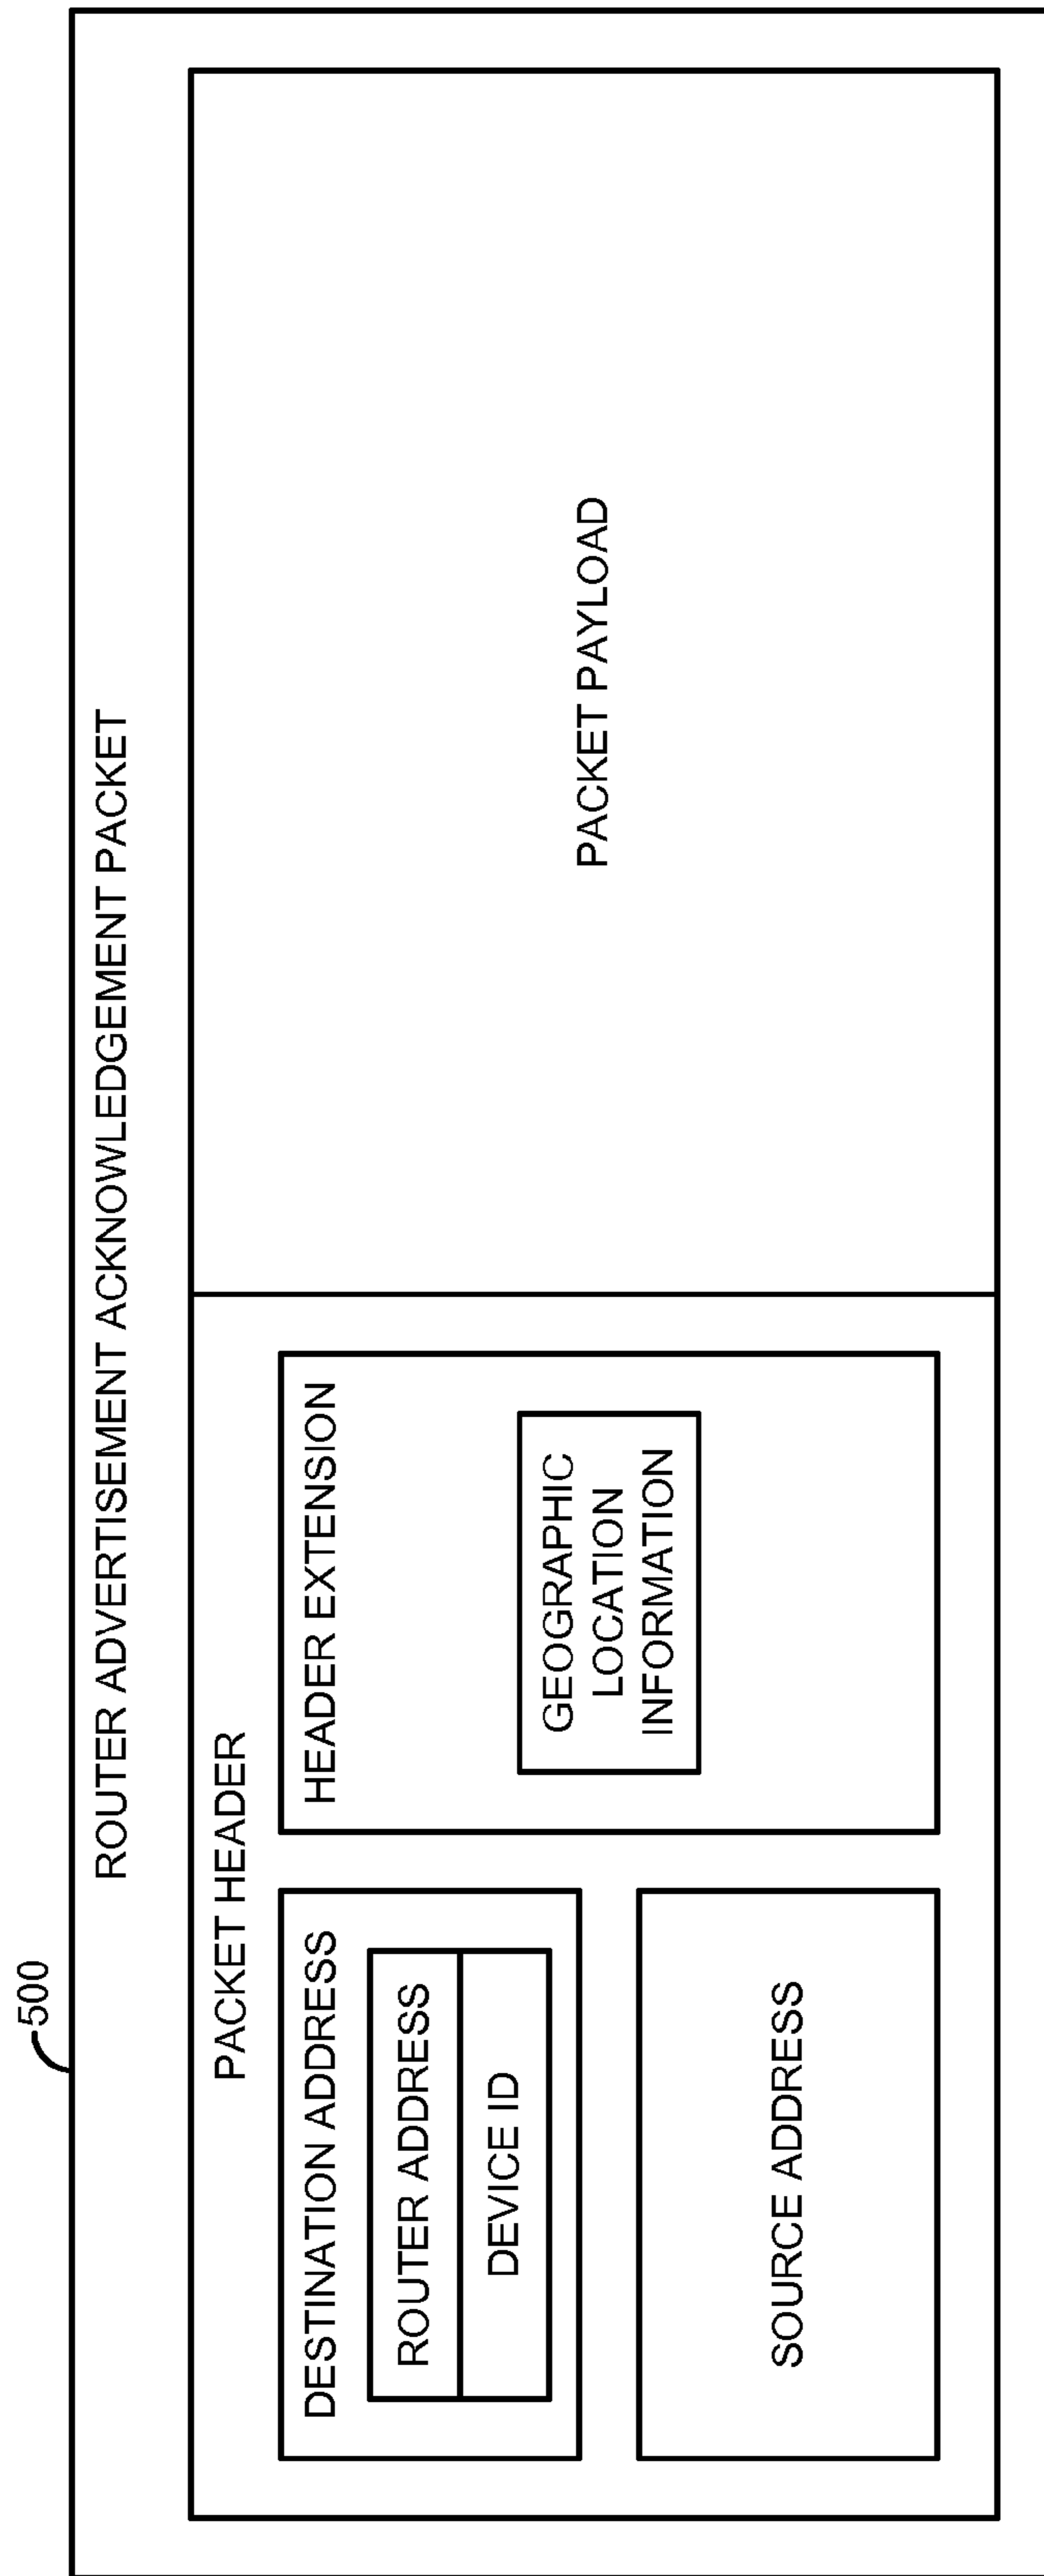 500
ROUTER ADVERTISEMENT ACKNOWLEDGEMENT PACKET
PACKET HEADER
DESTINATION ADDRESS
ROUTER ADDRESS
DEVICE ID
SOURCE ADDRESS
HEADER EXTENSION
GEOGRAPHIC
LOCATION
INFORMATION
PACKET PAYLOAD